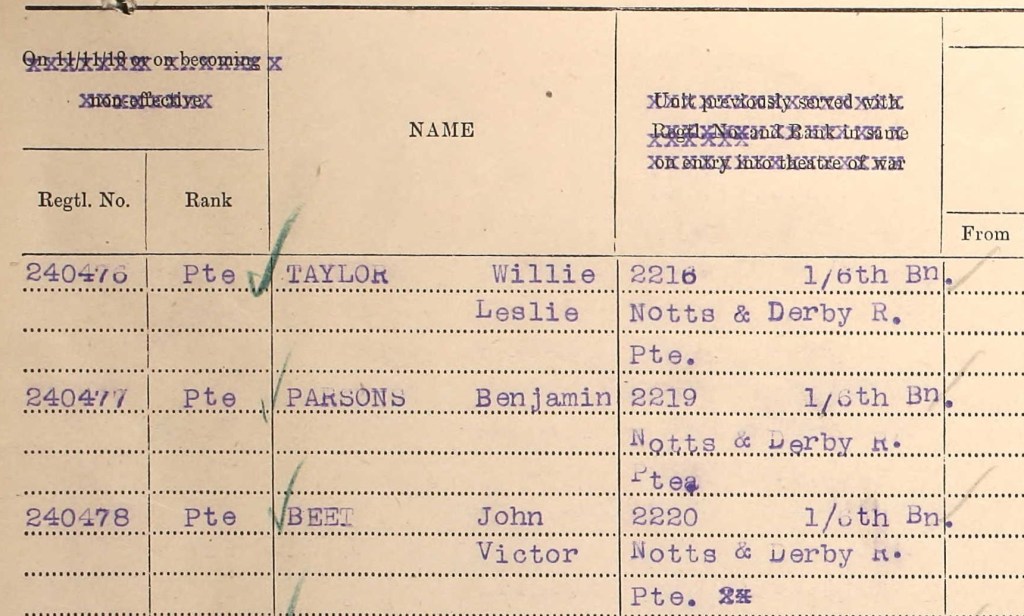 On 11/11/18 or on becoming
non-effective
NAME
Unit previously served with
Regtl. No. and Rank in same
on entry into theatre of war
Regtl. No. Rank
From
240476 Pte TAYLOR Willie 2216 1/6th Bn.
Leslie Notts & Derby R.
Pte.
240477 Pte PARSONS Benjamin 2219 1/6th Bn.
Notts & Derby R.
Pte.
240478 Pte BEET John 2220 1/6th Bn.
Victor Notts & Derby R.
Pte.